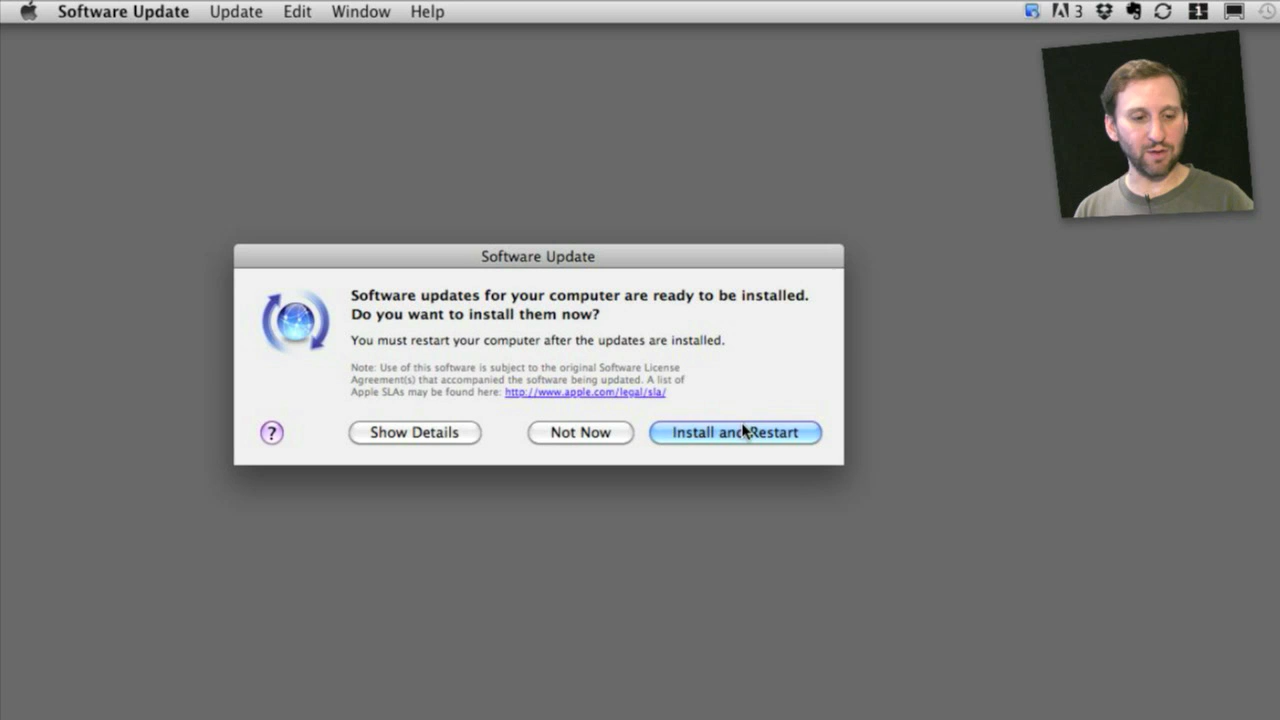 Software Update Update Edit Window Help 3 1
Software Update
Software updates for your computer are ready to be installed.
Do you want to install them now?
You must restart your computer after the updates are installed.
Note: Use of this software is subject to the original Software License
Agreement(s) that accompanied the software being updated. A list of
Apple SLAs may be found here: http://www.apple.com/legal/sla/
? Show Details Not Now Install and Restart